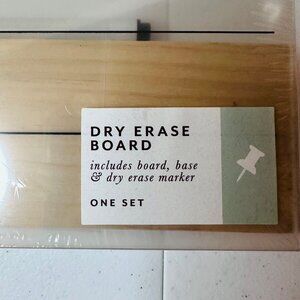 DRY ERASE
BOARD
includes board, base
& dry erase marker
ONE SET